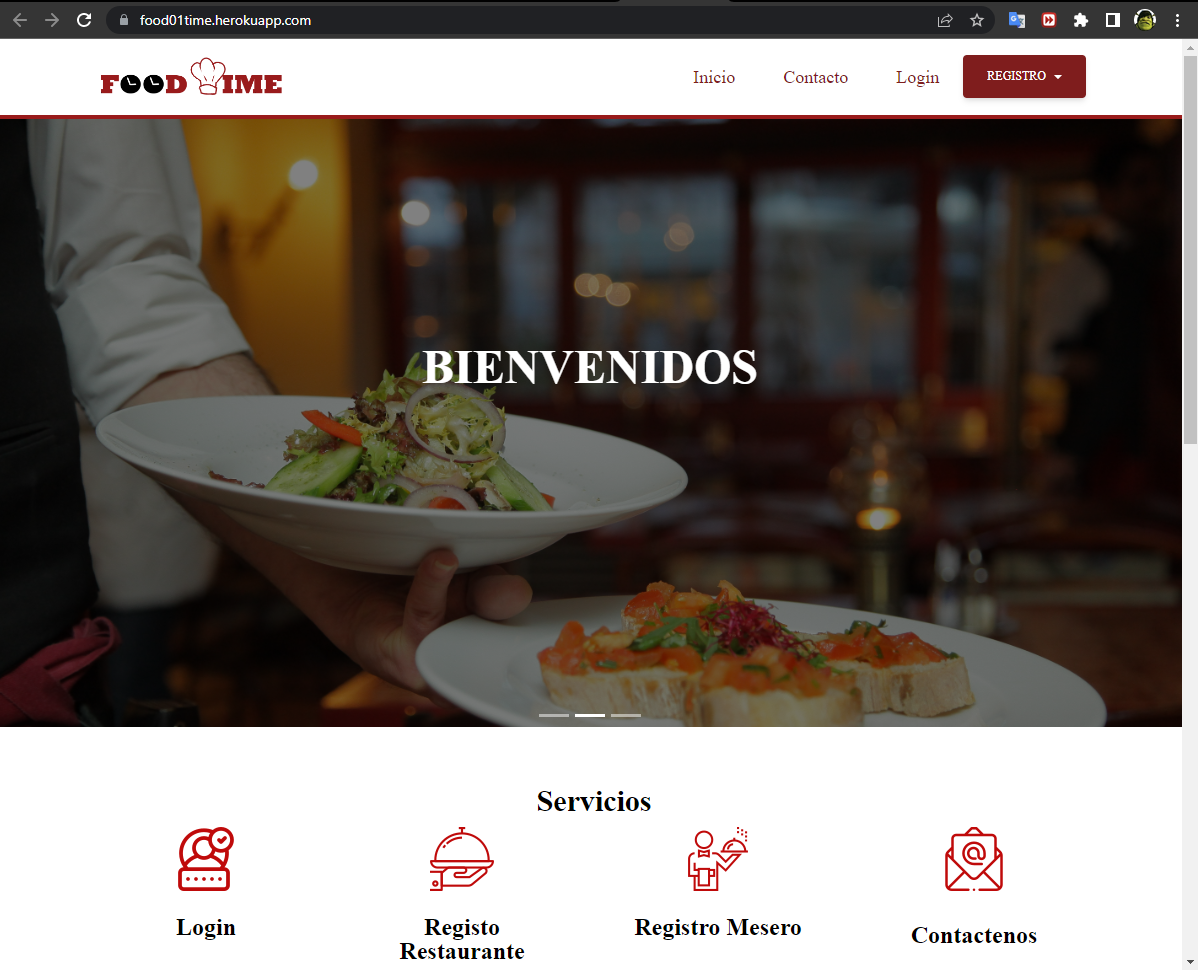 food01time.herokuapp.com
FOOD TIME
Inicio
Contacto
Login
REGISTRO
BIENVENIDOS
Servicios
Login
Registo
Restaurante
Registro Mesero
Contactenos